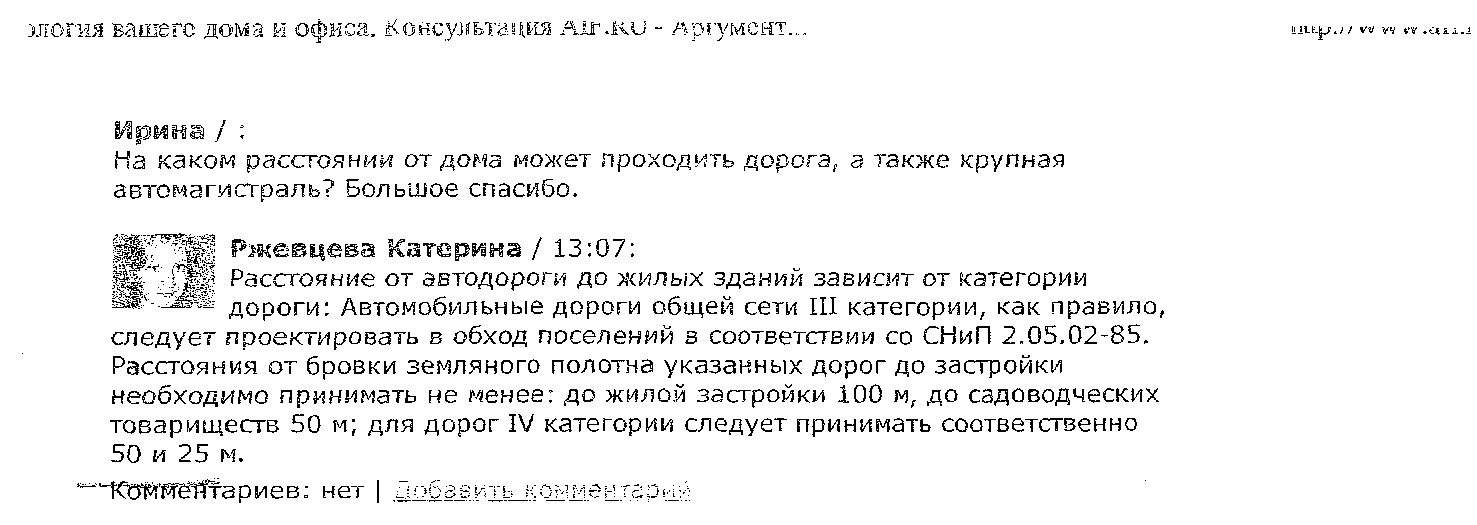 элогия вашего дома и офиса. Консультация AIF.RU - Аргумент...
Ирина / :
На каком расстоянии от дома может проходить дорога, а также крупная
автомагистраль? Большое спасибо.
Ржевцева Катерина / 13:07:
Расстояние от автодороги до жилых зданий зависит от категории
дороги: Автомобильные дороги общей сети III категории, как правило,
следует проектировать в обход поселений в соответствии со СНиП 2.05.02-85.
Расстояния от бровки земляного полотна указанных дорог до застройки
необходимо принимать не менее: до жилой застройки 100 м, до садоводческих
товариществ 50 м; для дорог IV категории следует принимать соответственно
50 и 25 м.
Комментариев: нет | Добавить комментарий